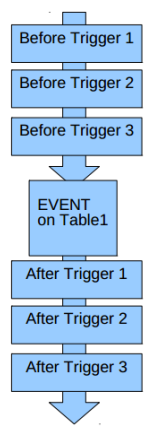 Before Trigger 1
Before Trigger 2
Before Trigger 3
EVENT
on Table1
After Trigger 1
After Trigger 2
After Trigger 3